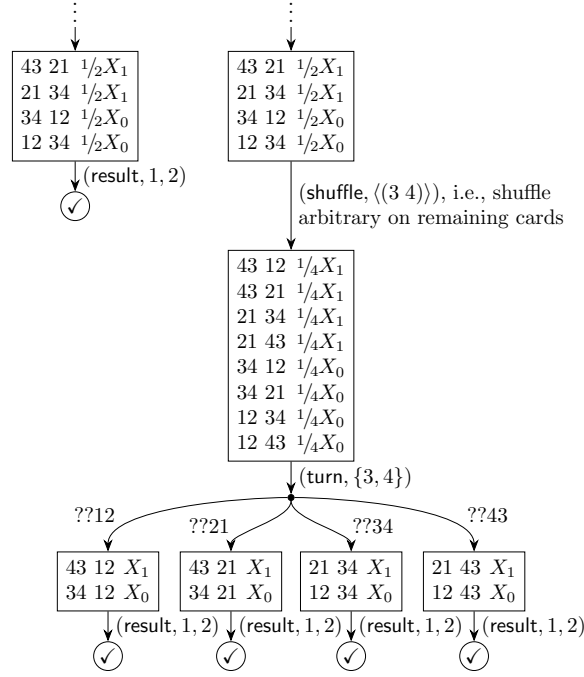 43 21 ½X₁
21 34 ½X₁
34 12 ½X₀
12 34 ½X₀
(result, 1, 2)
✓
43 21 ½X₁
21 34 ½X₁
34 12 ½X₀
12 34 ½X₀
(shuffle, ⟨(3 4)⟩), i.e., shuffle
arbitrary on remaining cards
43 12 ¼X₁
43 21 ¼X₁
21 34 ¼X₁
21 43 ¼X₁
34 12 ¼X₀
34 21 ¼X₀
12 34 ¼X₀
12 43 ¼X₀
(turn, {3, 4})
??12
??21
??34
??43
43 12 X₁
34 12 X₀
43 21 X₁
34 21 X₀
21 34 X₁
12 34 X₀
21 43 X₁
12 43 X₀
(result, 1, 2)
(result, 1, 2)
(result, 1, 2)
(result, 1, 2)
✓
✓
✓
✓